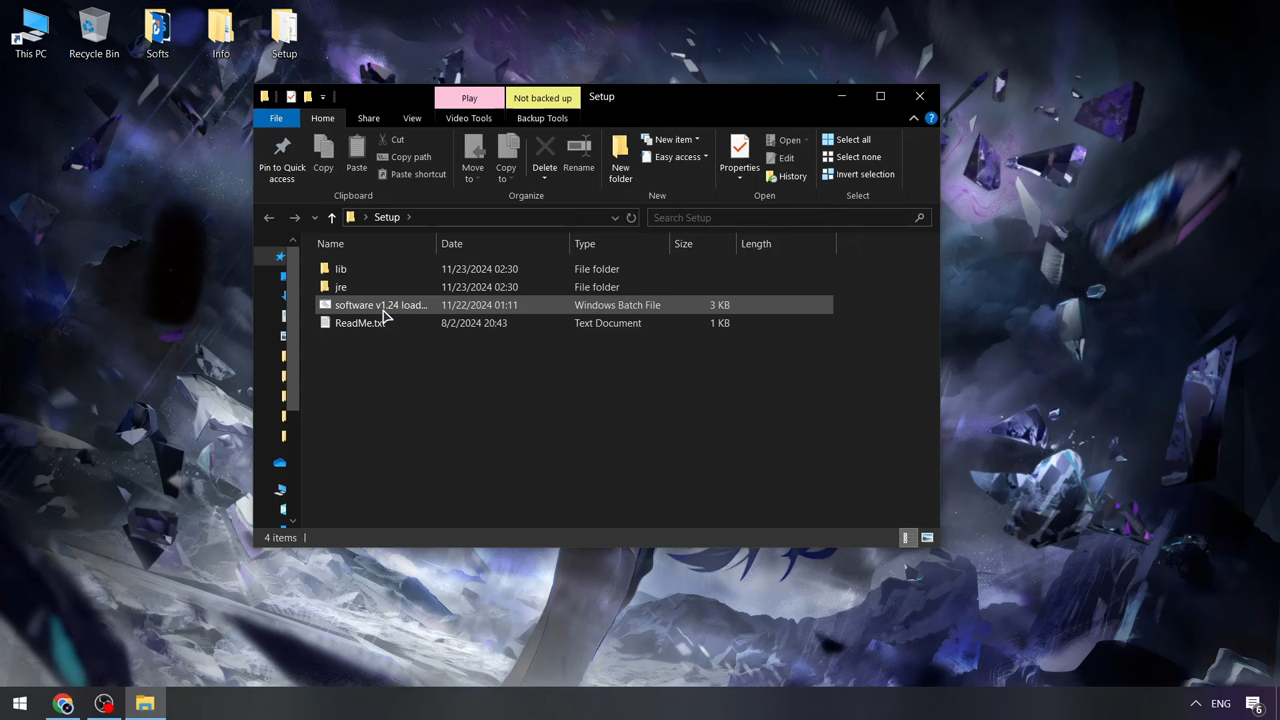 This PC
Recycle Bin
Softs
Info
Setup
Play
Not backed up
Setup
File
Home
Share
View
Video Tools
Backup Tools
Pin to Quick access
Copy
Paste
Cut
Copy path
Paste shortcut
Move to
Copy to
Delete
Rename
New folder
New item
Easy access
Properties
Open
Edit
History
Select all
Select none
Invert selection
Clipboard
Organize
New
Open
Select
Setup
Search Setup
Name Date Type Size Length
lib 11/23/2024 02:30 File folder
jre 11/23/2024 02:30 File folder
software v1.24 load... 11/22/2024 01:11 Windows Batch File 3 KB
ReadMe.txt 8/2/2024 20:43 Text Document 1 KB
4 items
ENG
6